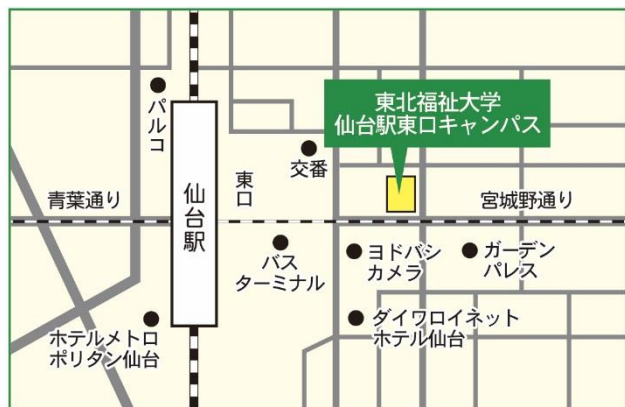 パルコ
東北福祉大学
仙台駅東口キャンパス
交番
青葉通り
仙台駅
東口
宮城野通り
バス
ターミナル
ヨドバシ
カメラ
ガーデン
パレス
ホテルメトロ
ポリタン仙台
ダイワロイネット
ホテル仙台